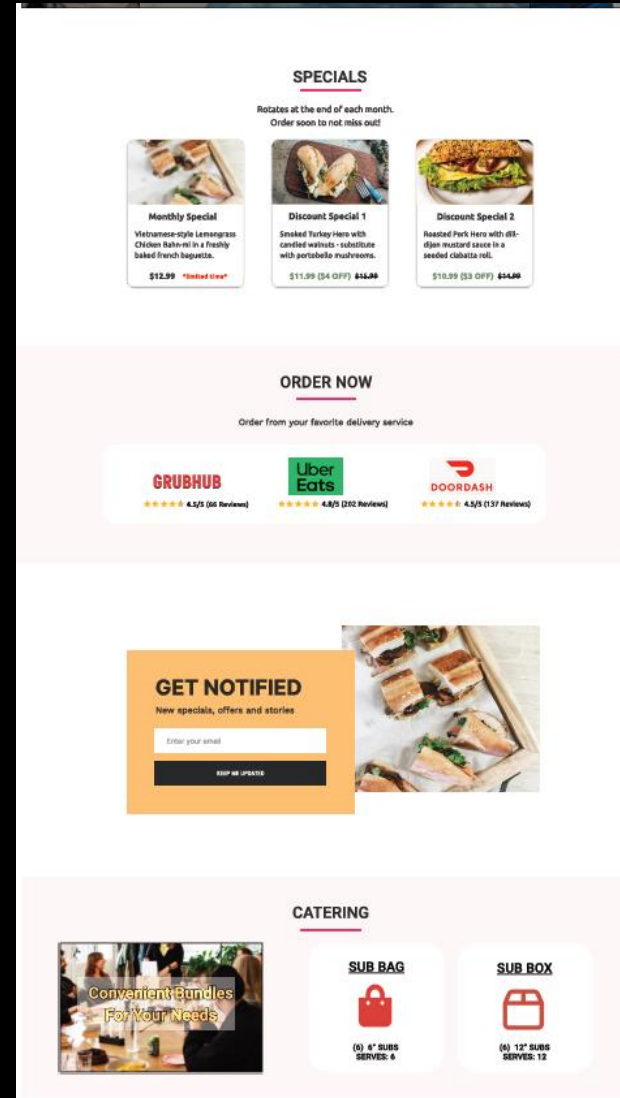 SPECIALS
Rotates at the end of each month.
Order soon to not miss out!
Monthly Special
Vietnamese-style Lemongrass
Chicken Bahn-mi in a freshly
baked french baguette.
$12.99 *limited time*
Discount Special 1
Smoked Turkey Hero with
candied walnuts - substitute
with portobello mushrooms.
$11.99 ($4 OFF) $15.99
Discount Special 2
Roasted Pork Hero with dill-
dijon mustard sauce in a
seeded ciabatta roll.
$10.99 ($3 OFF) $14.99
ORDER NOW
Order from your favorite delivery service
GRUBHUB
4.5/5 (66 Reviews)
Uber
Eats
4.8/5 (202 Reviews)
DOORDASH
4.5/5 (137 Reviews)
GET NOTIFIED
New specials, offers and stories
Enter your email
KEEP ME UPDATED
CATERING
Convenient Bundles
For Your Needs
SUB BAG
(6) 6" SUBS
SERVES: 6
SUB BOX
(6) 12" SUBS
SERVES: 12